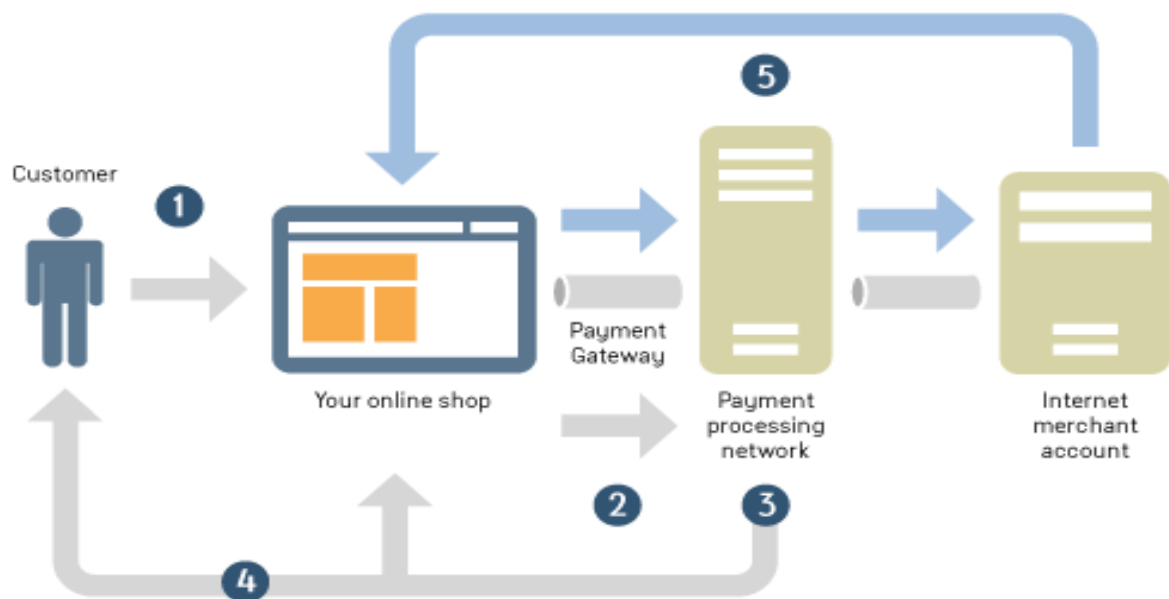 5
Customer
1
Payment
Gateway
Your online shop
Payment
processing
network
Internet
merchant
account
2
3
4